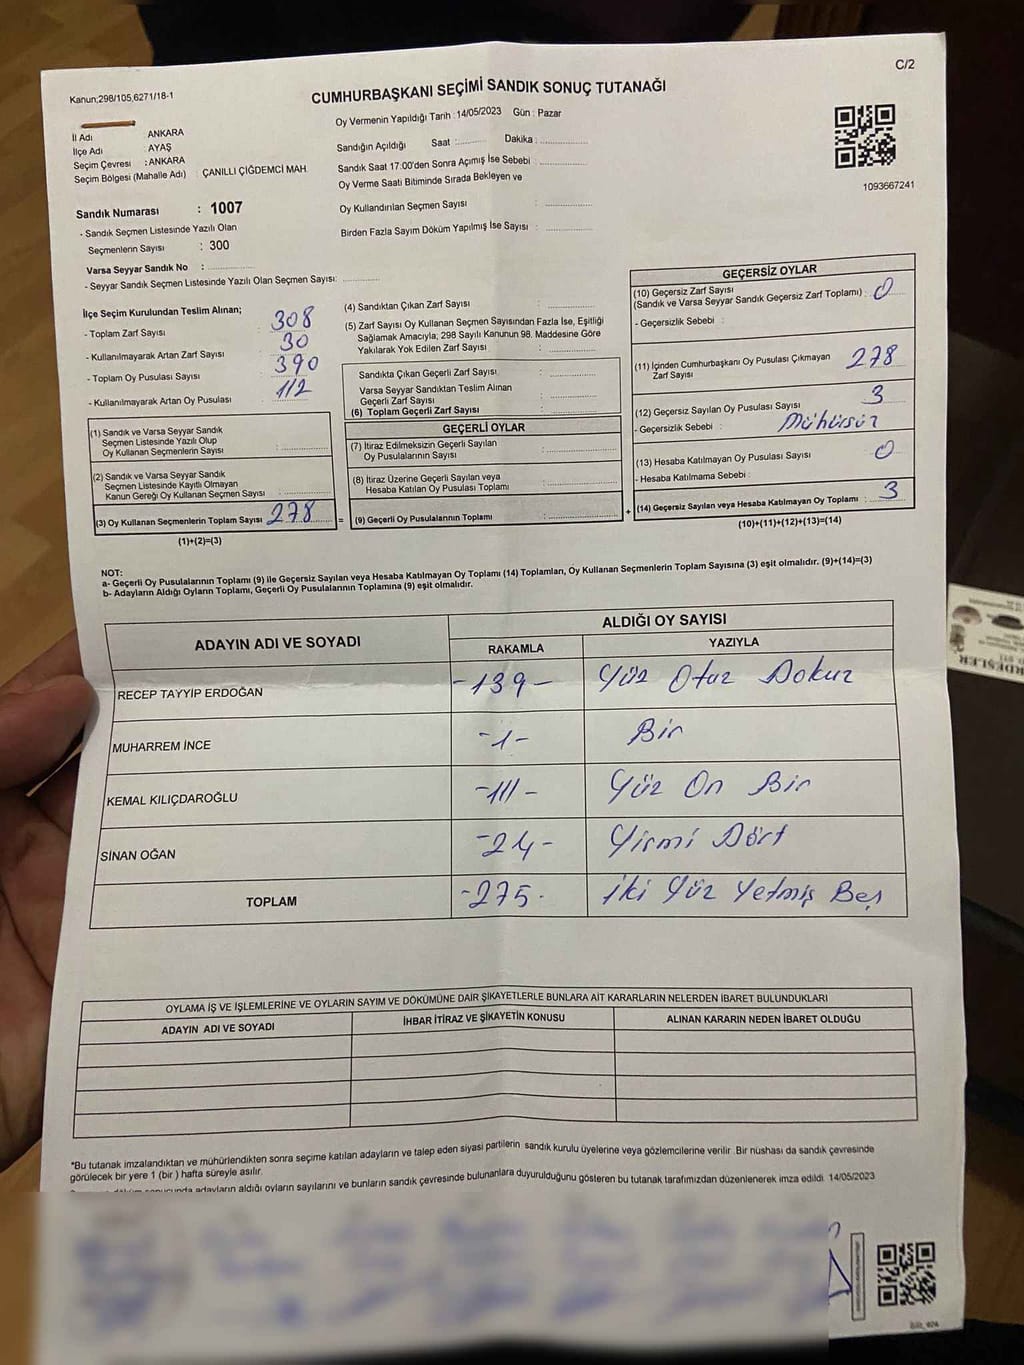 C/2
Kanun;298/105,6271/18-1
CUMHURBAŞKANI SEÇİMİ SANDIK SONUÇ TUTANAĞI
Oy Vermenin Yapıldığı Tarih : 14/05/2023 Gün : Pazar
İl Adı ANKARA
İlçe Adı : AYAŞ
Seçim Çevresi : ANKARA
Seçim Bölgesi (Mahalle Adı) : ÇANILLI ÇİĞDEMCİ MAH.
Sandığın Açıldığı Saat : Dakika :
Sandık Saat 17:00'den Sonra Açımış İse Sebebi :
Oy Verme Saati Bitiminde Sırada Bekleyen ve
Oy Kullandırılan Seçmen Sayısı :
Birden Fazla Sayım Döküm Yapılmış İse Sayısı :
1093667241
Sandık Numarası : 1007
- Sandık Seçmen Listesinde Yazılı Olan
Seçmenlerin Sayısı : 300
Varsa Seyyar Sandık No :
- Seyyar Sandık Seçmen Listesinde Yazılı Olan Seçmen Sayısı:
İlçe Seçim Kurulundan Teslim Alınan;
- Toplam Zarf Sayısı : 308
- Kullanılmayarak Artan Zarf Sayısı : 30
- Toplam Oy Pusulası Sayısı : 390
- Kullanılmayarak Artan Oy Pusulası : 112
(1) Sandık ve Varsa Seyyar Sandık
Seçmen Listesinde Yazılı Olup
Oy Kullanan Seçmenlerin Sayısı :
(2) Sandık ve Varsa Seyyar Sandık
Seçmen Listesinde Kayıtlı Olmayan
Kanun Gereği Oy Kullanan Seçmen Sayısı :
(3) Oy Kullanan Seçmenlerin Toplam Sayısı : 278
(1)+(2)=(3)
(4) Sandıktan Çıkan Zarf Sayısı :
(5) Zarf Sayısı Oy Kullanan Seçmen Sayısından Fazla İse, Eşitliği
Sağlamak Amacıyla; 298 Sayılı Kanunun 98. Maddesine Göre
Yakılarak Yok Edilen Zarf Sayısı :
Sandıkta Çıkan Geçerli Zarf Sayısı :
Varsa Seyyar Sandıktan Teslim Alınan
Geçerli Zarf Sayısı :
(6) Toplam Geçerli Zarf Sayısı :
GEÇERLİ OYLAR
(7) İtiraz Edilmeksizin Geçerli Sayılan
Oy Pusulalarının Sayısı :
(8) İtiraz Üzerine Geçerli Sayılan veya
Hesaba Katılan Oy Pusulası Toplamı :
= (9) Geçerli Oy Pusulalarının Toplamı :
GEÇERSİZ OYLAR
(10) Geçersiz Zarf Sayısı
(Sandık ve Varsa Seyyar Sandık Geçersiz Zarf Toplamı) : 0
- Geçersizlik Sebebi :
(11) İçinden Cumhurbaşkanı Oy Pusulası Çıkmayan
Zarf Sayısı : 278
(12) Geçersiz Sayılan Oy Pusulası Sayısı : 3
- Geçersizlik Sebebi : Mühürsüz
(13) Hesaba Katılmayan Oy Pusulası Sayısı : 0
- Hesaba Katılmama Sebebi :
+ (14) Geçersiz Sayılan veya Hesaba Katılmayan Oy Toplamı : 3
(10)+(11)+(12)+(13)=(14)
NOT:
a- Geçerli Oy Pusulalarının Toplamı (9) ile Geçersiz Sayılan veya Hesaba Katılmayan Oy Toplamı (14) Toplamları, Oy Kullanan Seçmenlerin Toplam Sayısına (3) eşit olmalıdır. (9)+(14)=(3)
b- Adayların Aldığı Oyların Toplamı, Geçerli Oy Pusulalarının Toplamına (9) eşit olmalıdır.
ADAYIN ADI VE SOYADI ALDIĞI OY SAYISI
RAKAMLA YAZIYLA
RECEP TAYYİP ERDOĞAN -139- Yüz Otuz Dokuz
MUHARREM İNCE -1- Bir
KEMAL KILIÇDAROĞLU -111- Yüz On Bir
SİNAN OĞAN -24- Yirmi Dört
TOPLAM -275- İki Yüz Yetmiş Beş
OYLAMA İŞ VE İŞLEMLERİNE VE OYLARIN SAYIM VE DÖKÜMÜNE DAİR ŞİKAYETLERLE BUNLARA AİT KARARLARIN NELERDEN İBARET BULUNDUKLARI
ADAYIN ADI VE SOYADI İHBAR İTİRAZ VE ŞİKAYETİN KONUSU ALINAN KARARIN NEDEN İBARET OLDUĞU
*Bu tutanak imzalandıktan ve mühürlendikten sonra seçime katılan adayların ve talep eden siyasi partilerin sandık kurulu üyelerine veya gözlemcilerine verilir. Bir nüshası da sandık çevresinde
görülecek bir yere 1 (bir) hafta süreyle asılır.
sonucunda adayların aldığı oyların sayılarını ve bunların sandık çevresinde bulunanlara duyurulduğunu gösteren bu tutanak tarafımızdan düzenlenerek imza edildi. 14/05/2023